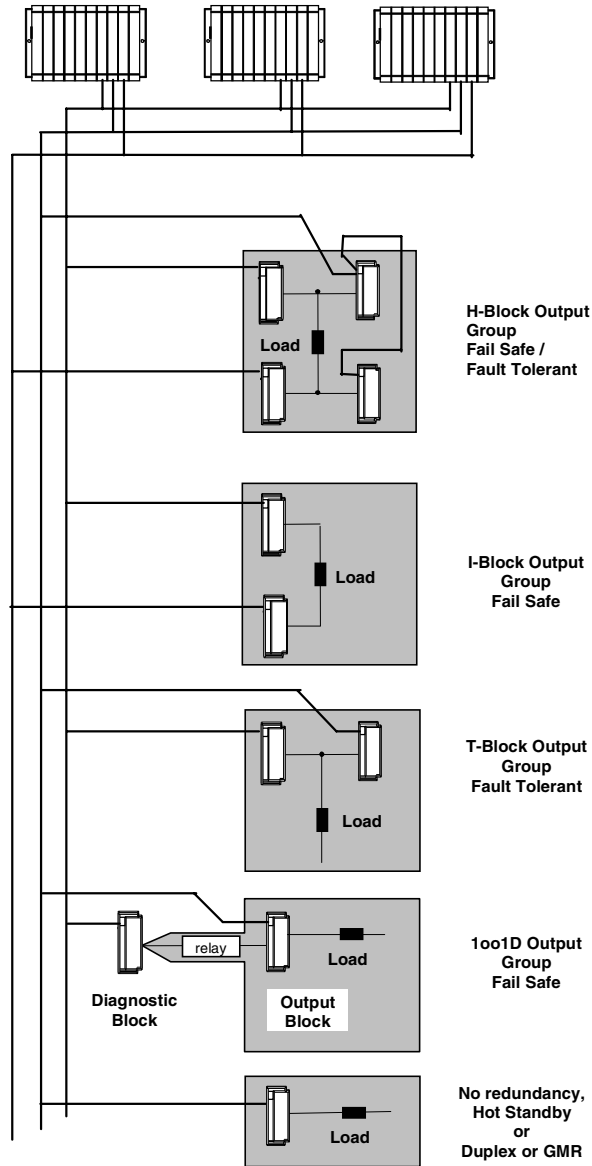 H-Block Output
Group
Fail Safe /
Fault Tolerant
Load
I-Block Output
Group
Fail Safe
Load
T-Block Output
Group
Fault Tolerant
Load
relay
Load
Diagnostic
Block
Output
Block
1oo1D Output
Group
Fail Safe
Load
No redundancy,
Hot Standby
or
Duplex or GMR